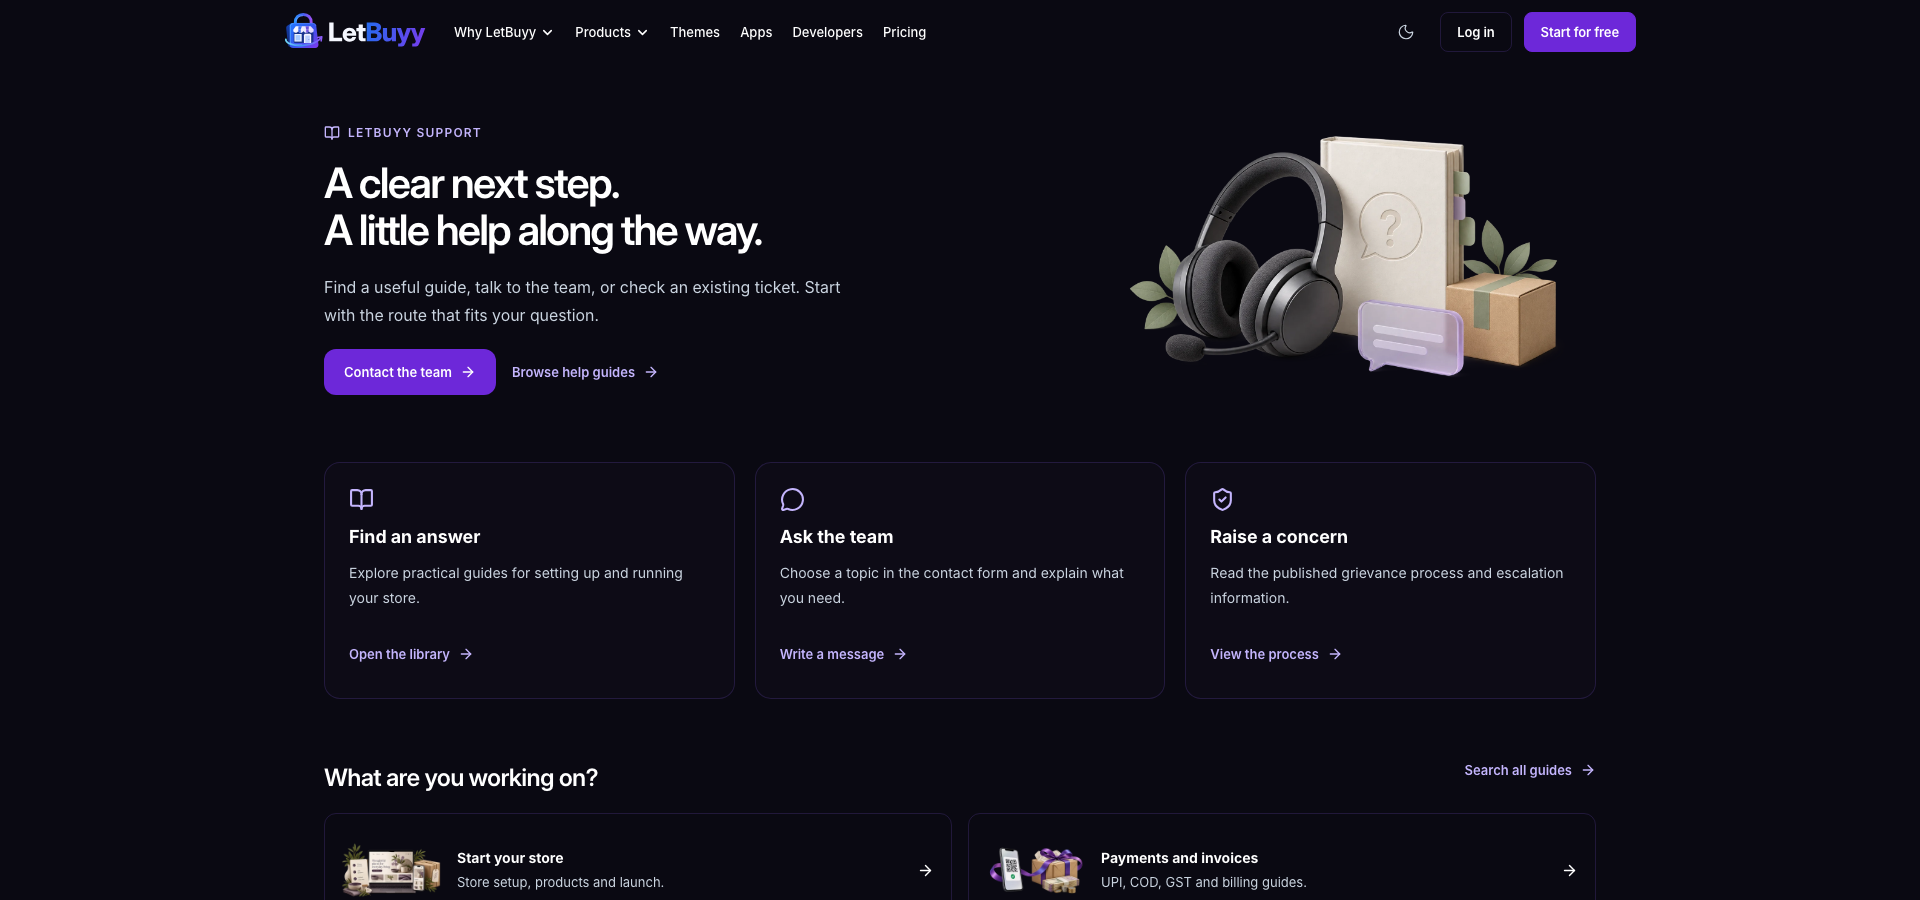 LetBuyy
Why LetBuyy
Products
Themes
Apps
Developers
Pricing
Log in
Start for free
LETBUYY SUPPORT
A clear next step.
A little help along the way.
Find a useful guide, talk to the team, or check an existing ticket. Start
with the route that fits your question.
Contact the team
Browse help guides
?
Find an answer
Explore practical guides for setting up and running
your store.
Open the library
Ask the team
Choose a topic in the contact form and explain what
you need.
Write a message
Raise a concern
Read the published grievance process and escalation
information.
View the process
What are you working on?
Search all guides
Start your store
Store setup, products and launch.
Payments and invoices
UPI, COD, GST and billing guides.